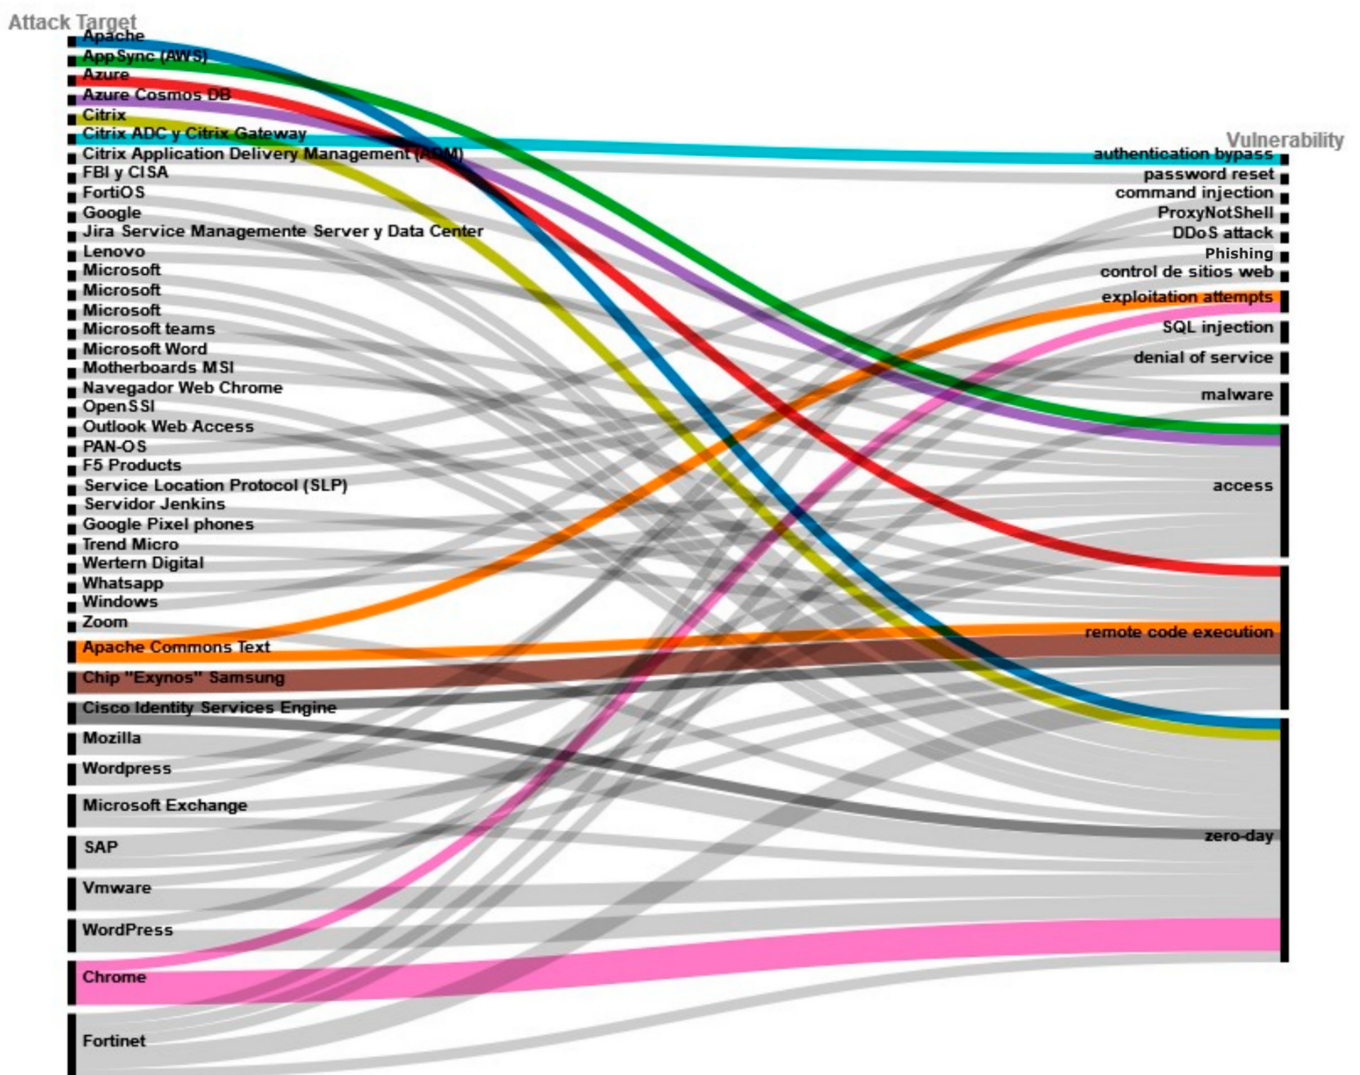 Attack Target
Apache
AppSync (AWS)
Azure
Azure Cosmos DB
Citrix
Citrix ADC y Citrix Gateway
Citrix Application Delivery Management (ADM)
FBI y CISA
FortiOS
Google
Jira Service Managemente Server y Data Center
Lenovo
Microsoft
Microsoft
Microsoft
Microsoft teams
Microsoft Word
Motherboards MSI
Navegador Web Chrome
OpenSSl
Outlook Web Access
PAN-OS
F5 Products
Service Location Protocol (SLP)
Servidor Jenkins
Google Pixel phones
Trend Micro
Wertern Digital
Whatsapp
Windows
Zoom
Apache Commons Text
Chip "Exynos" Samsung
Cisco Identity Services Engine
Mozilla
Wordpress
Microsoft Exchange
SAP
Vmware
WordPress
Chrome
Fortinet
Vulnerability
authentication bypass
password reset
command injection
ProxyNotShell
DDoS attack
Phishing
control de sitios web
exploitation attempts
SQL injection
denial of service
malware
access
remote code execution
zero-day